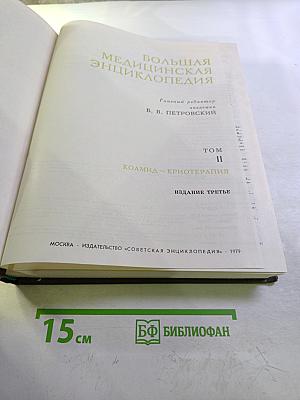 БОЛЬШАЯ
МЕДИЦИНСКАЯ
ЭНЦИКЛОПЕДИЯ
Главный редактор
академик
Б. В. ПЕТРОВСКИЙ
ТОМ
11
КОЛАМИД—КРИОТЕРАПИЯ
ИЗДАНИЕ ТРЕТЬЕ
МОСКВА · ИЗДАТЕЛЬСТВО «СОВЕТСКАЯ ЭНЦИКЛОПЕДИЯ» · 1979
15 см
БФ БИБЛИОФАН